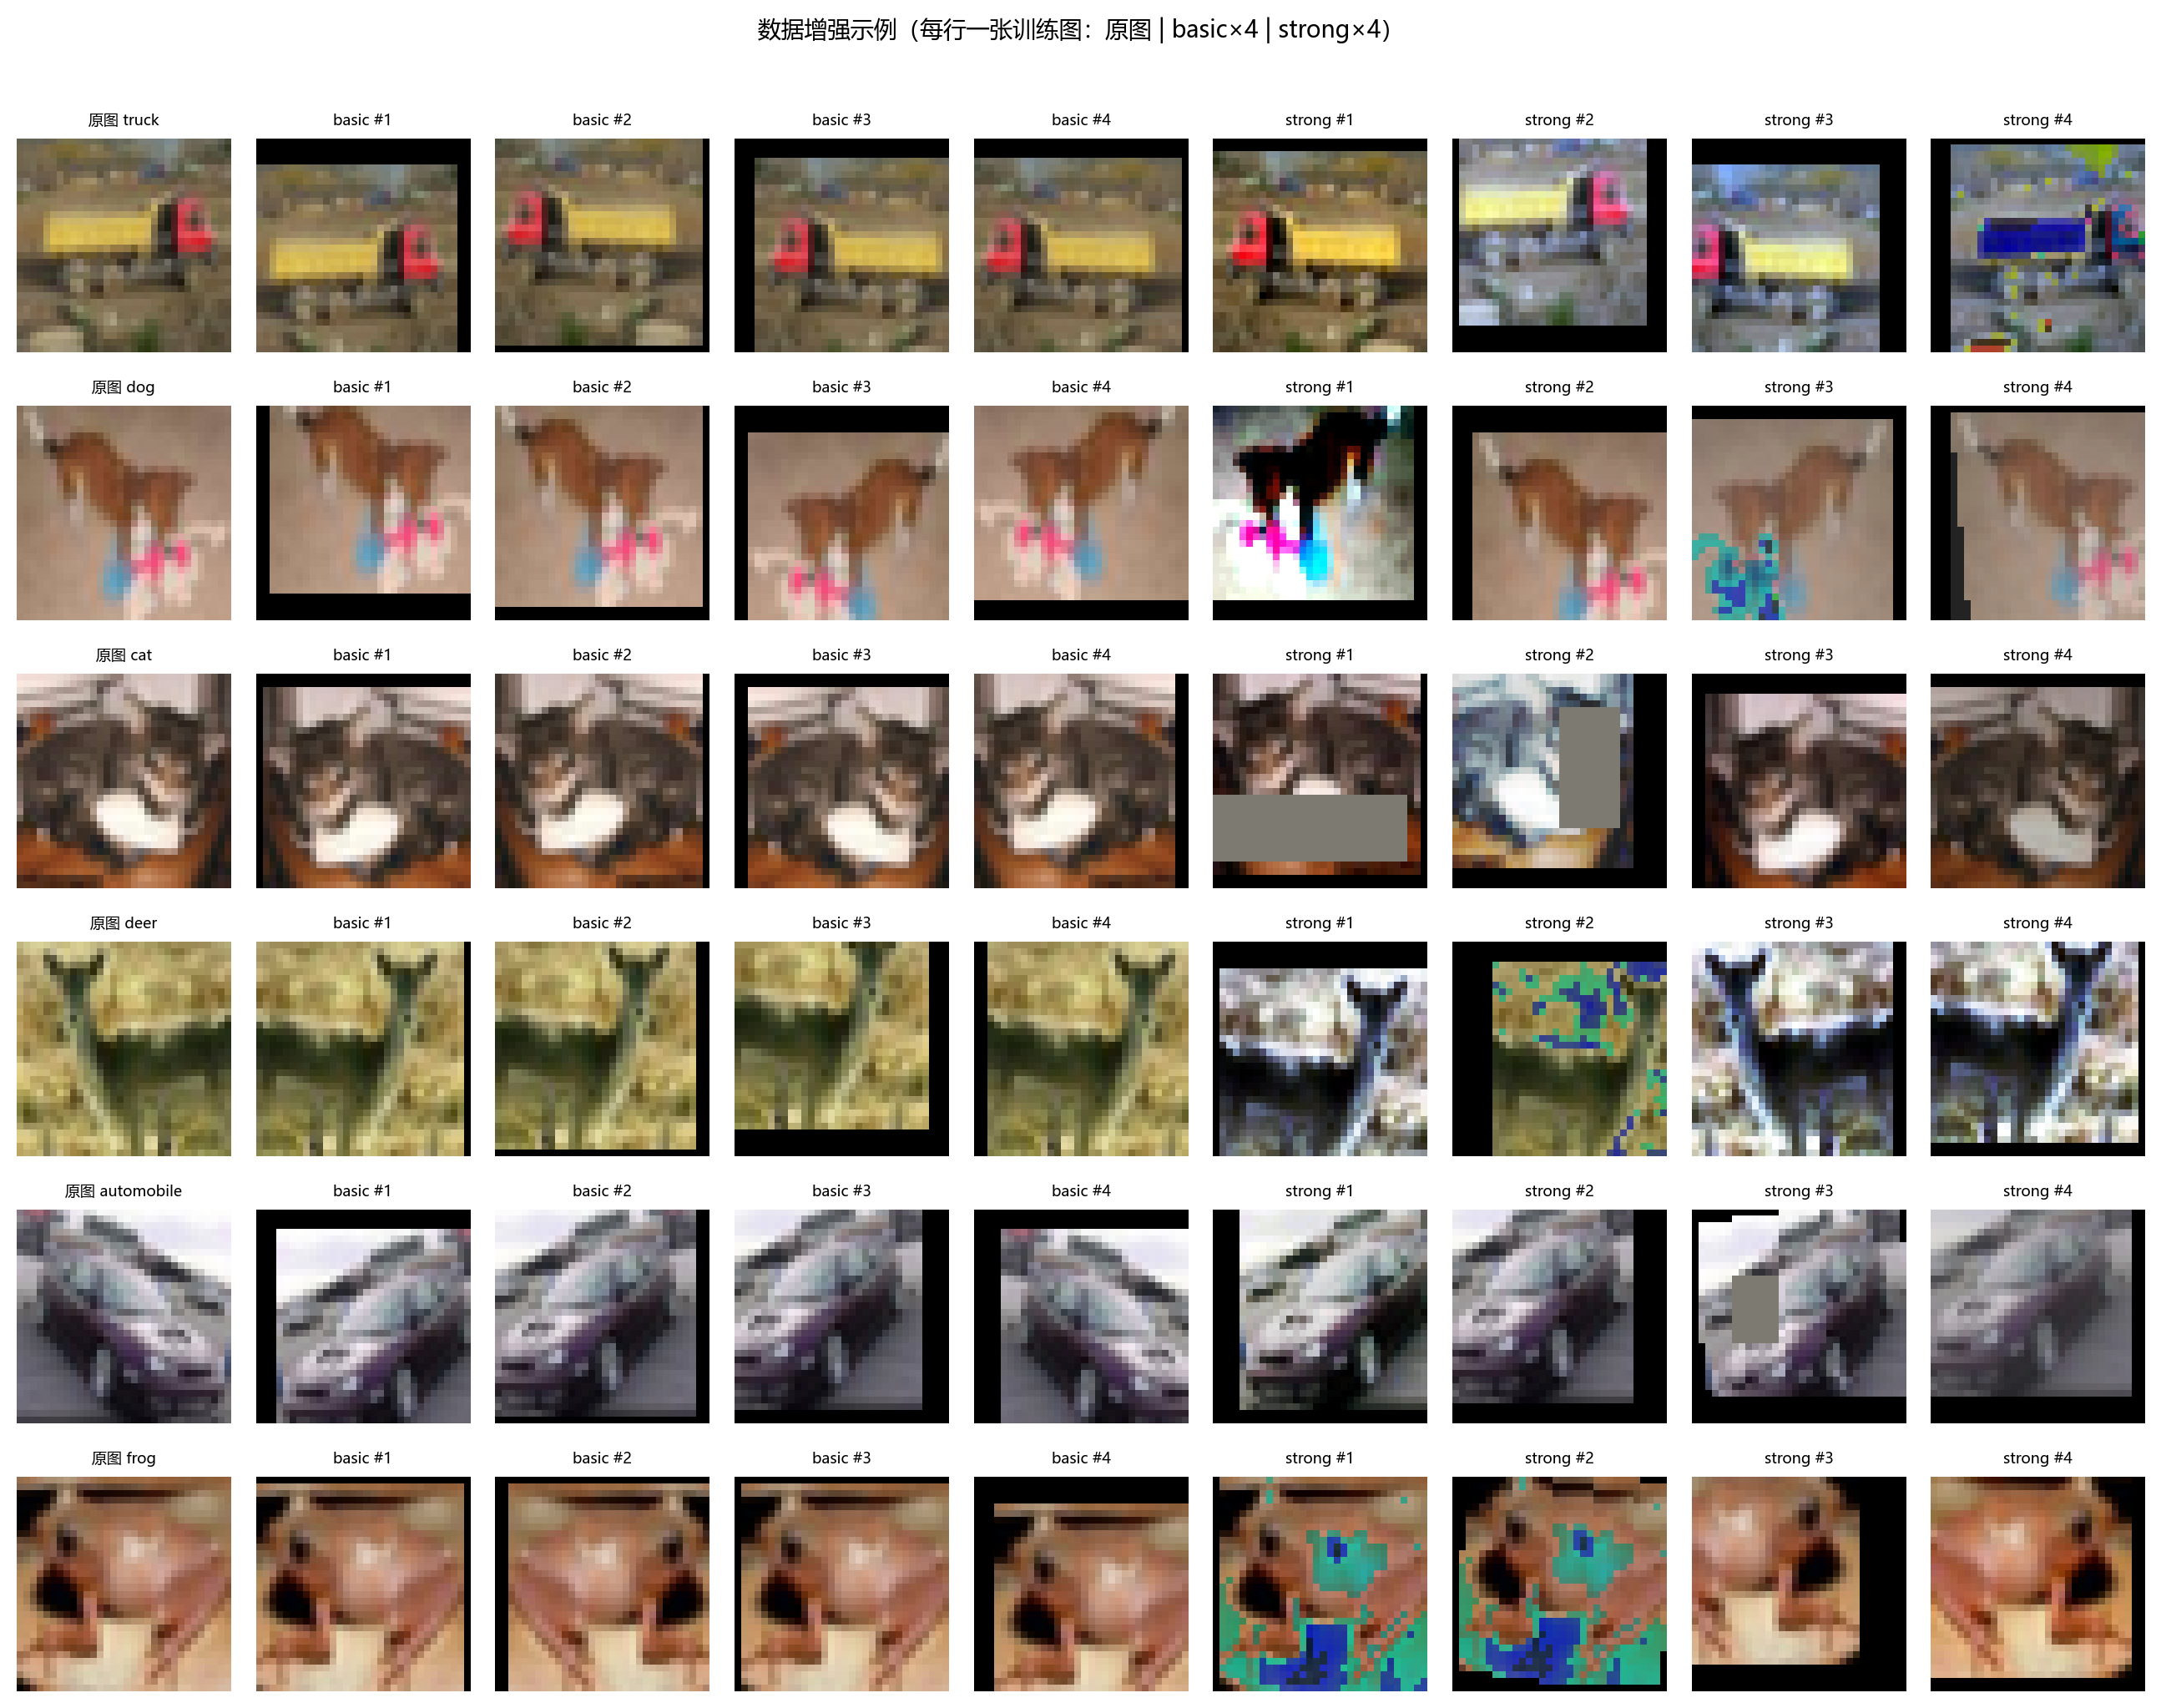 数据增强示例（每行一张训练图：原图 | basic×4 | strong×4）
原图 truck basic #1 basic #2 basic #3 basic #4 strong #1 strong #2 strong #3 strong #4
原图 dog basic #1 basic #2 basic #3 basic #4 strong #1 strong #2 strong #3 strong #4
原图 cat basic #1 basic #2 basic #3 basic #4 strong #1 strong #2 strong #3 strong #4
原图 deer basic #1 basic #2 basic #3 basic #4 strong #1 strong #2 strong #3 strong #4
原图 automobile basic #1 basic #2 basic #3 basic #4 strong #1 strong #2 strong #3 strong #4
原图 frog basic #1 basic #2 basic #3 basic #4 strong #1 strong #2 strong #3 strong #4